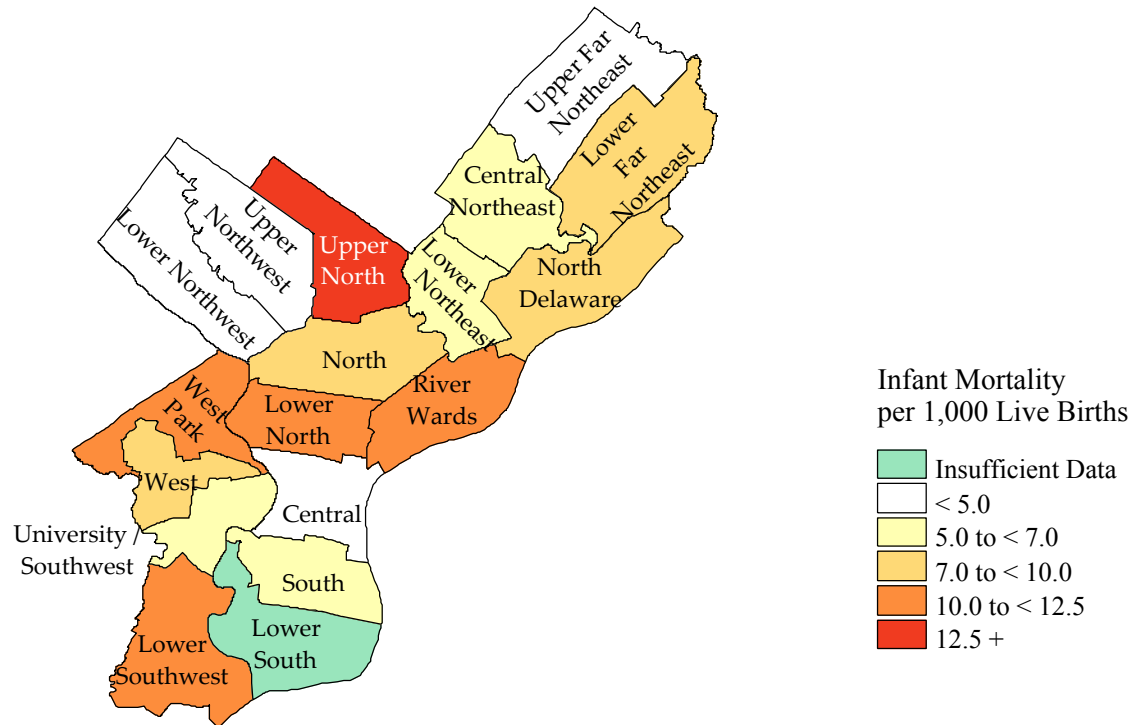 Upper Far
Northeast
Lower
Far
Northeast
Central
Northeast
Upper
Northwest
Lower Northwest
Upper
North
Lower
Northeast
North
Delaware
North
River
Wards
West
Park
Lower
North
West
Central
University
Southwest
South
Lower
South
Lower
Southwest
Infant Mortality
per 1,000 Live Births
Insufficient Data
< 5.0
5.0 to < 7.0
7.0 to < 10.0
10.0 to < 12.5
12.5 +